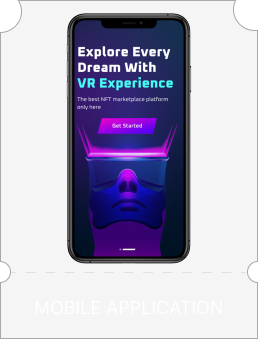 Explore Every
Dream With
VR Experience
The best NFT marketplace platform
only here
Get Started
MOBILE APPLICATION